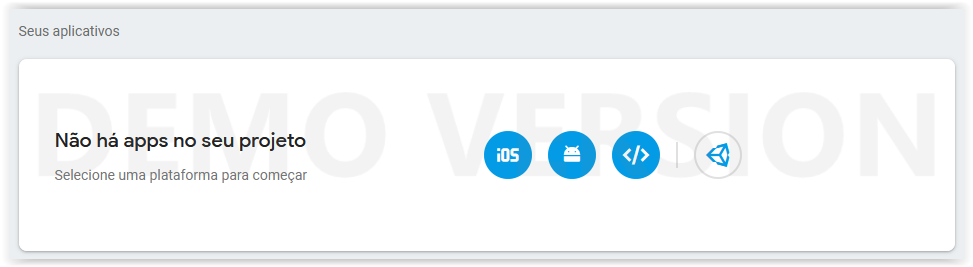 Seus aplicativos
DEMO VERSION
Não há apps no seu projeto
Selecione uma plataforma para começar
iOS